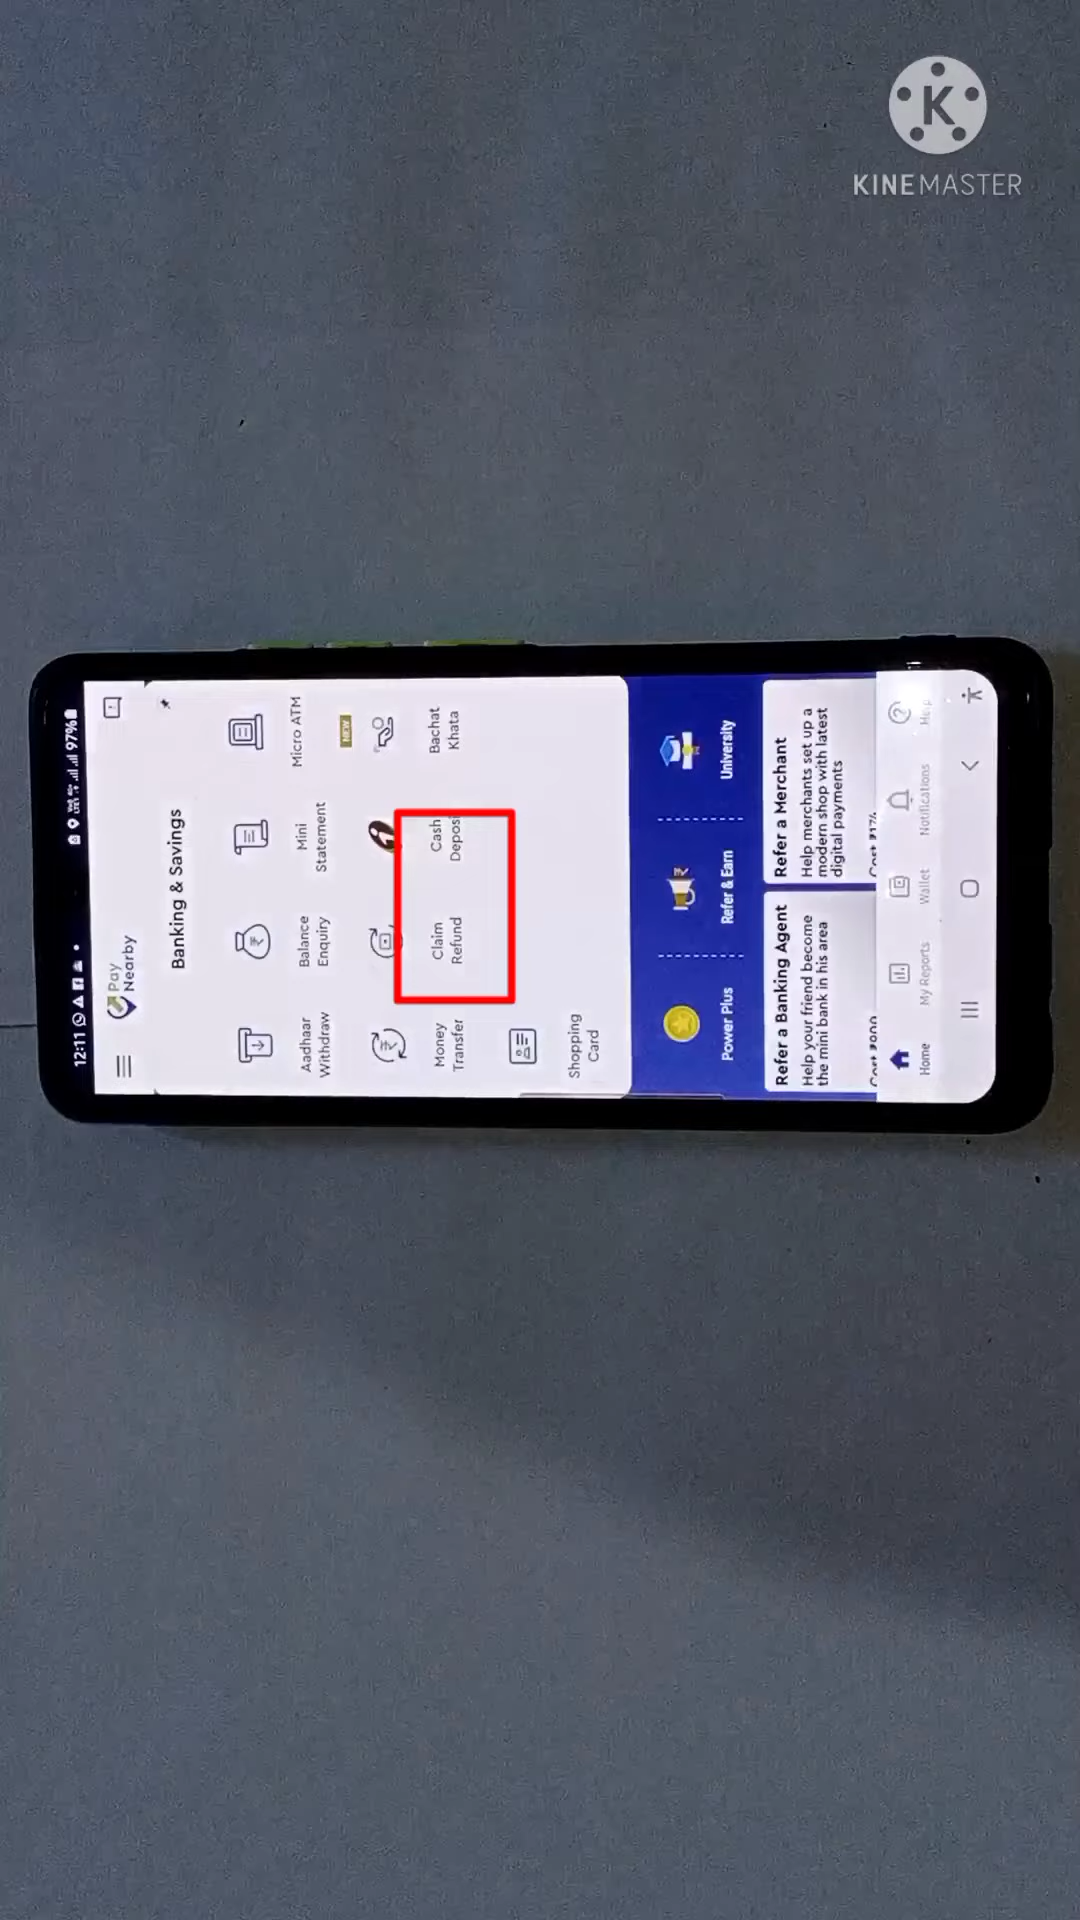 KINEMASTER
12:11
97%
Pay
Nearby
Banking & Savings
Aadhaar
Withdraw
Balance
Enquiry
Mini
Statement
Micro ATM
NEW
Money
Transfer
Claim
Refund
Cash
Deposi
Bachat
Khata
Shopping
Card
Power Plus
Refer & Earn
University
Refer a Banking Agent
Help your friend become
the mini bank in his area
Refer a Merchant
Help merchants set up a
modern shop with latest
digital payments
Home
My Reports
Wallet
Notifications
Help